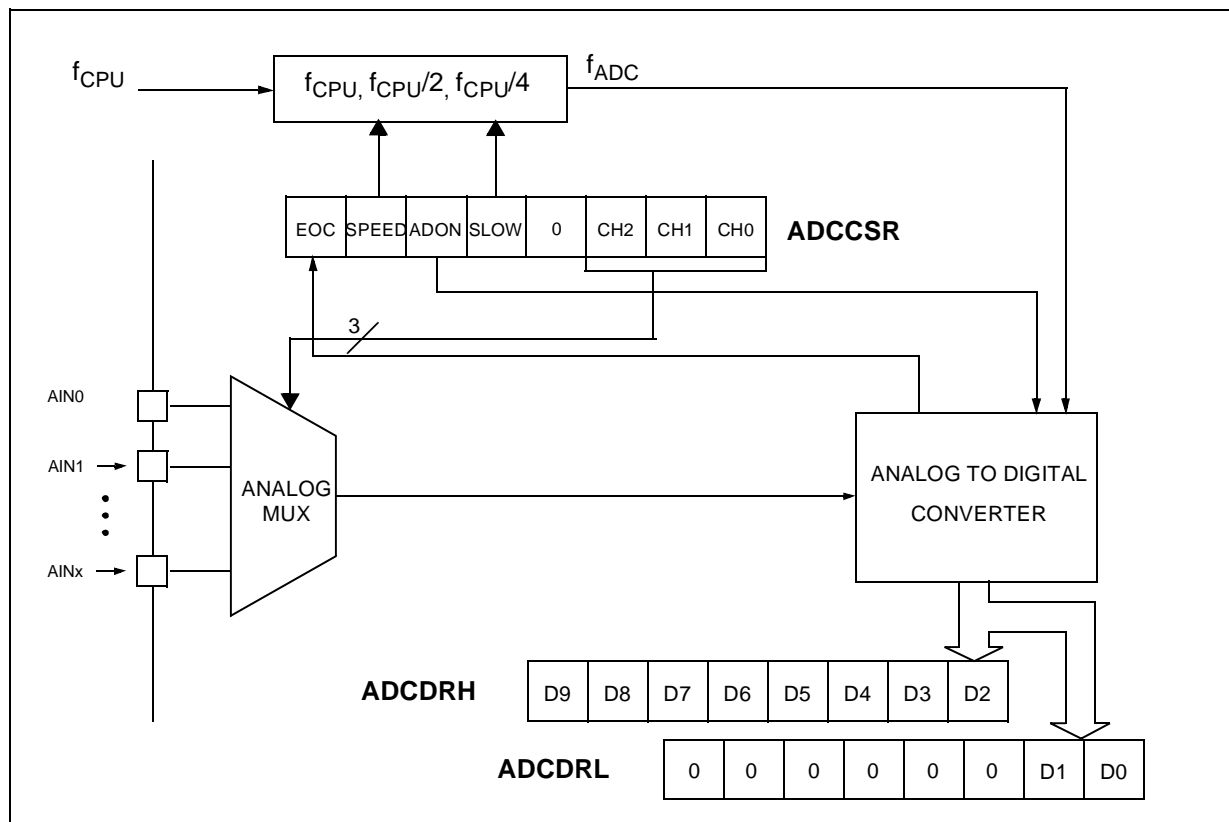 fCPU
fCPU, fCPU/2, fCPU/4
fADC
EOC SPEED ADON SLOW 0 CH2 CH1 CH0 ADCCSR
3
AIN0
AIN1
AINx
ANALOG
MUX
ANALOG TO DIGITAL
CONVERTER
ADCDRH D9 D8 D7 D6 D5 D4 D3 D2
ADCDRL 0 0 0 0 0 0 D1 D0